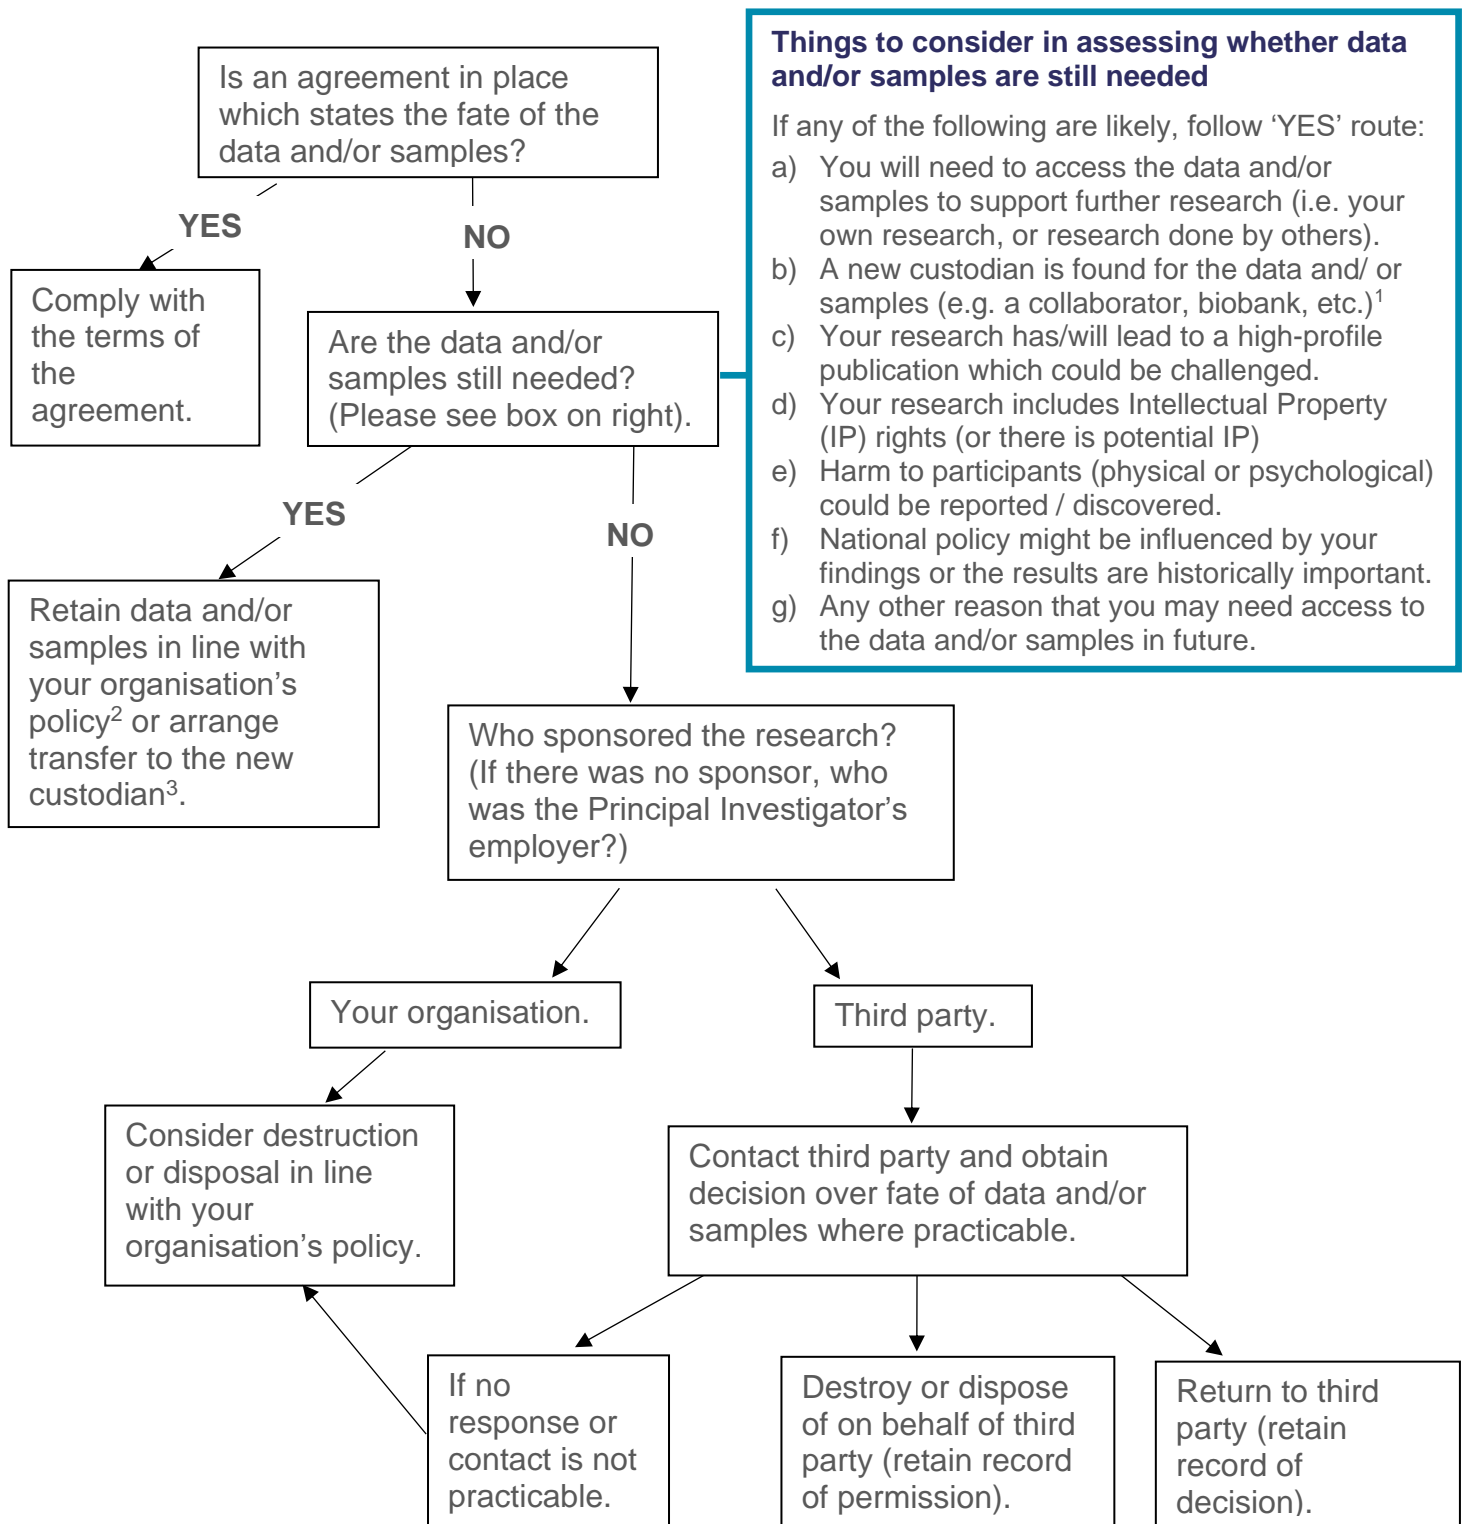 Is an agreement in place
which states the fate of the
data and/or samples?
YES
NO
Comply with
the terms of
the
agreement.
Are the data and/or
samples still needed?
(Please see box on right).
Things to consider in assessing whether data
and/or samples are still needed
If any of the following are likely, follow ‘YES’ route:
a) You will need to access the data and/or
samples to support further research (i.e. your
own research, or research done by others).
b) A new custodian is found for the data and/ or
samples (e.g. a collaborator, biobank, etc.)¹
c) Your research has/will lead to a high-profile
publication which could be challenged.
d) Your research includes Intellectual Property
(IP) rights (or there is potential IP)
e) Harm to participants (physical or psychological)
could be reported / discovered.
f) National policy might be influenced by your
findings or the results are historically important.
g) Any other reason that you may need access to
the data and/or samples in future.
YES
NO
Retain data and/or
samples in line with
your organisation’s
policy² or arrange
transfer to the new
custodian³.
Who sponsored the research?
(If there was no sponsor, who
was the Principal Investigator’s
employer?)
Your organisation.
Third party.
Consider destruction
or disposal in line
with your
organisation’s policy.
Contact third party and obtain
decision over fate of data and/or
samples where practicable.
If no
response or
contact is not
practicable.
Destroy or dispose
of on behalf of third
party (retain record
of permission).
Return to third
party (retain
record of
decision).